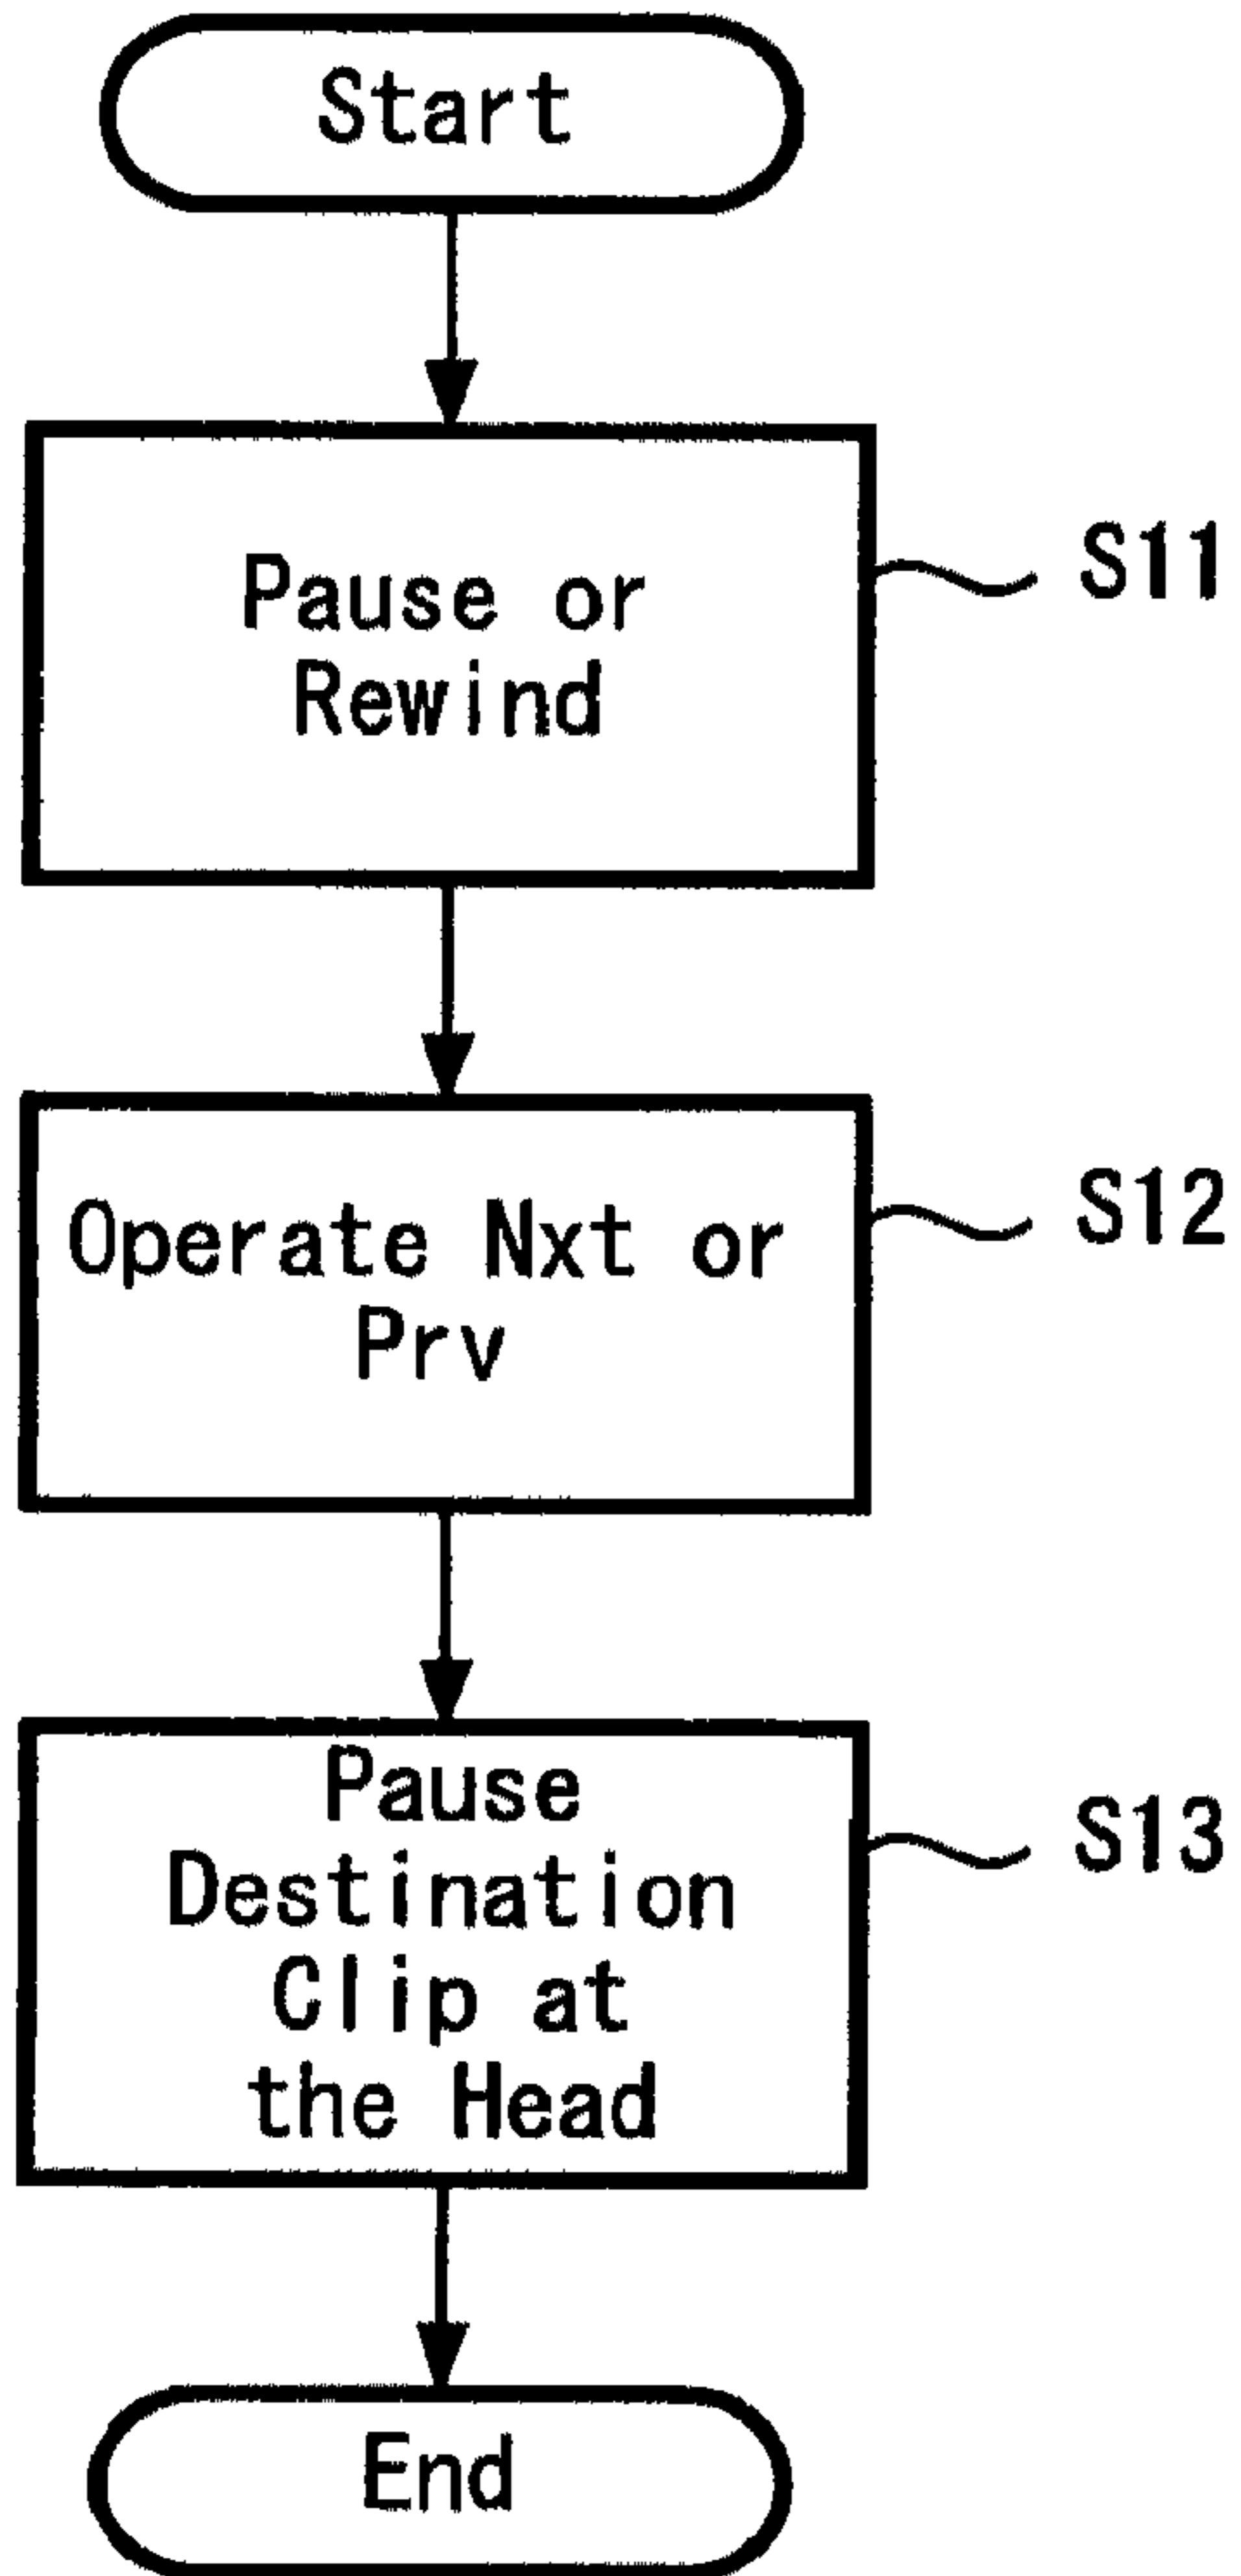 Start
Pause or
Rewind
S11
Operate Nxt or
Prv
S12
Pause
Destination
Clip at
the Head
S13
End